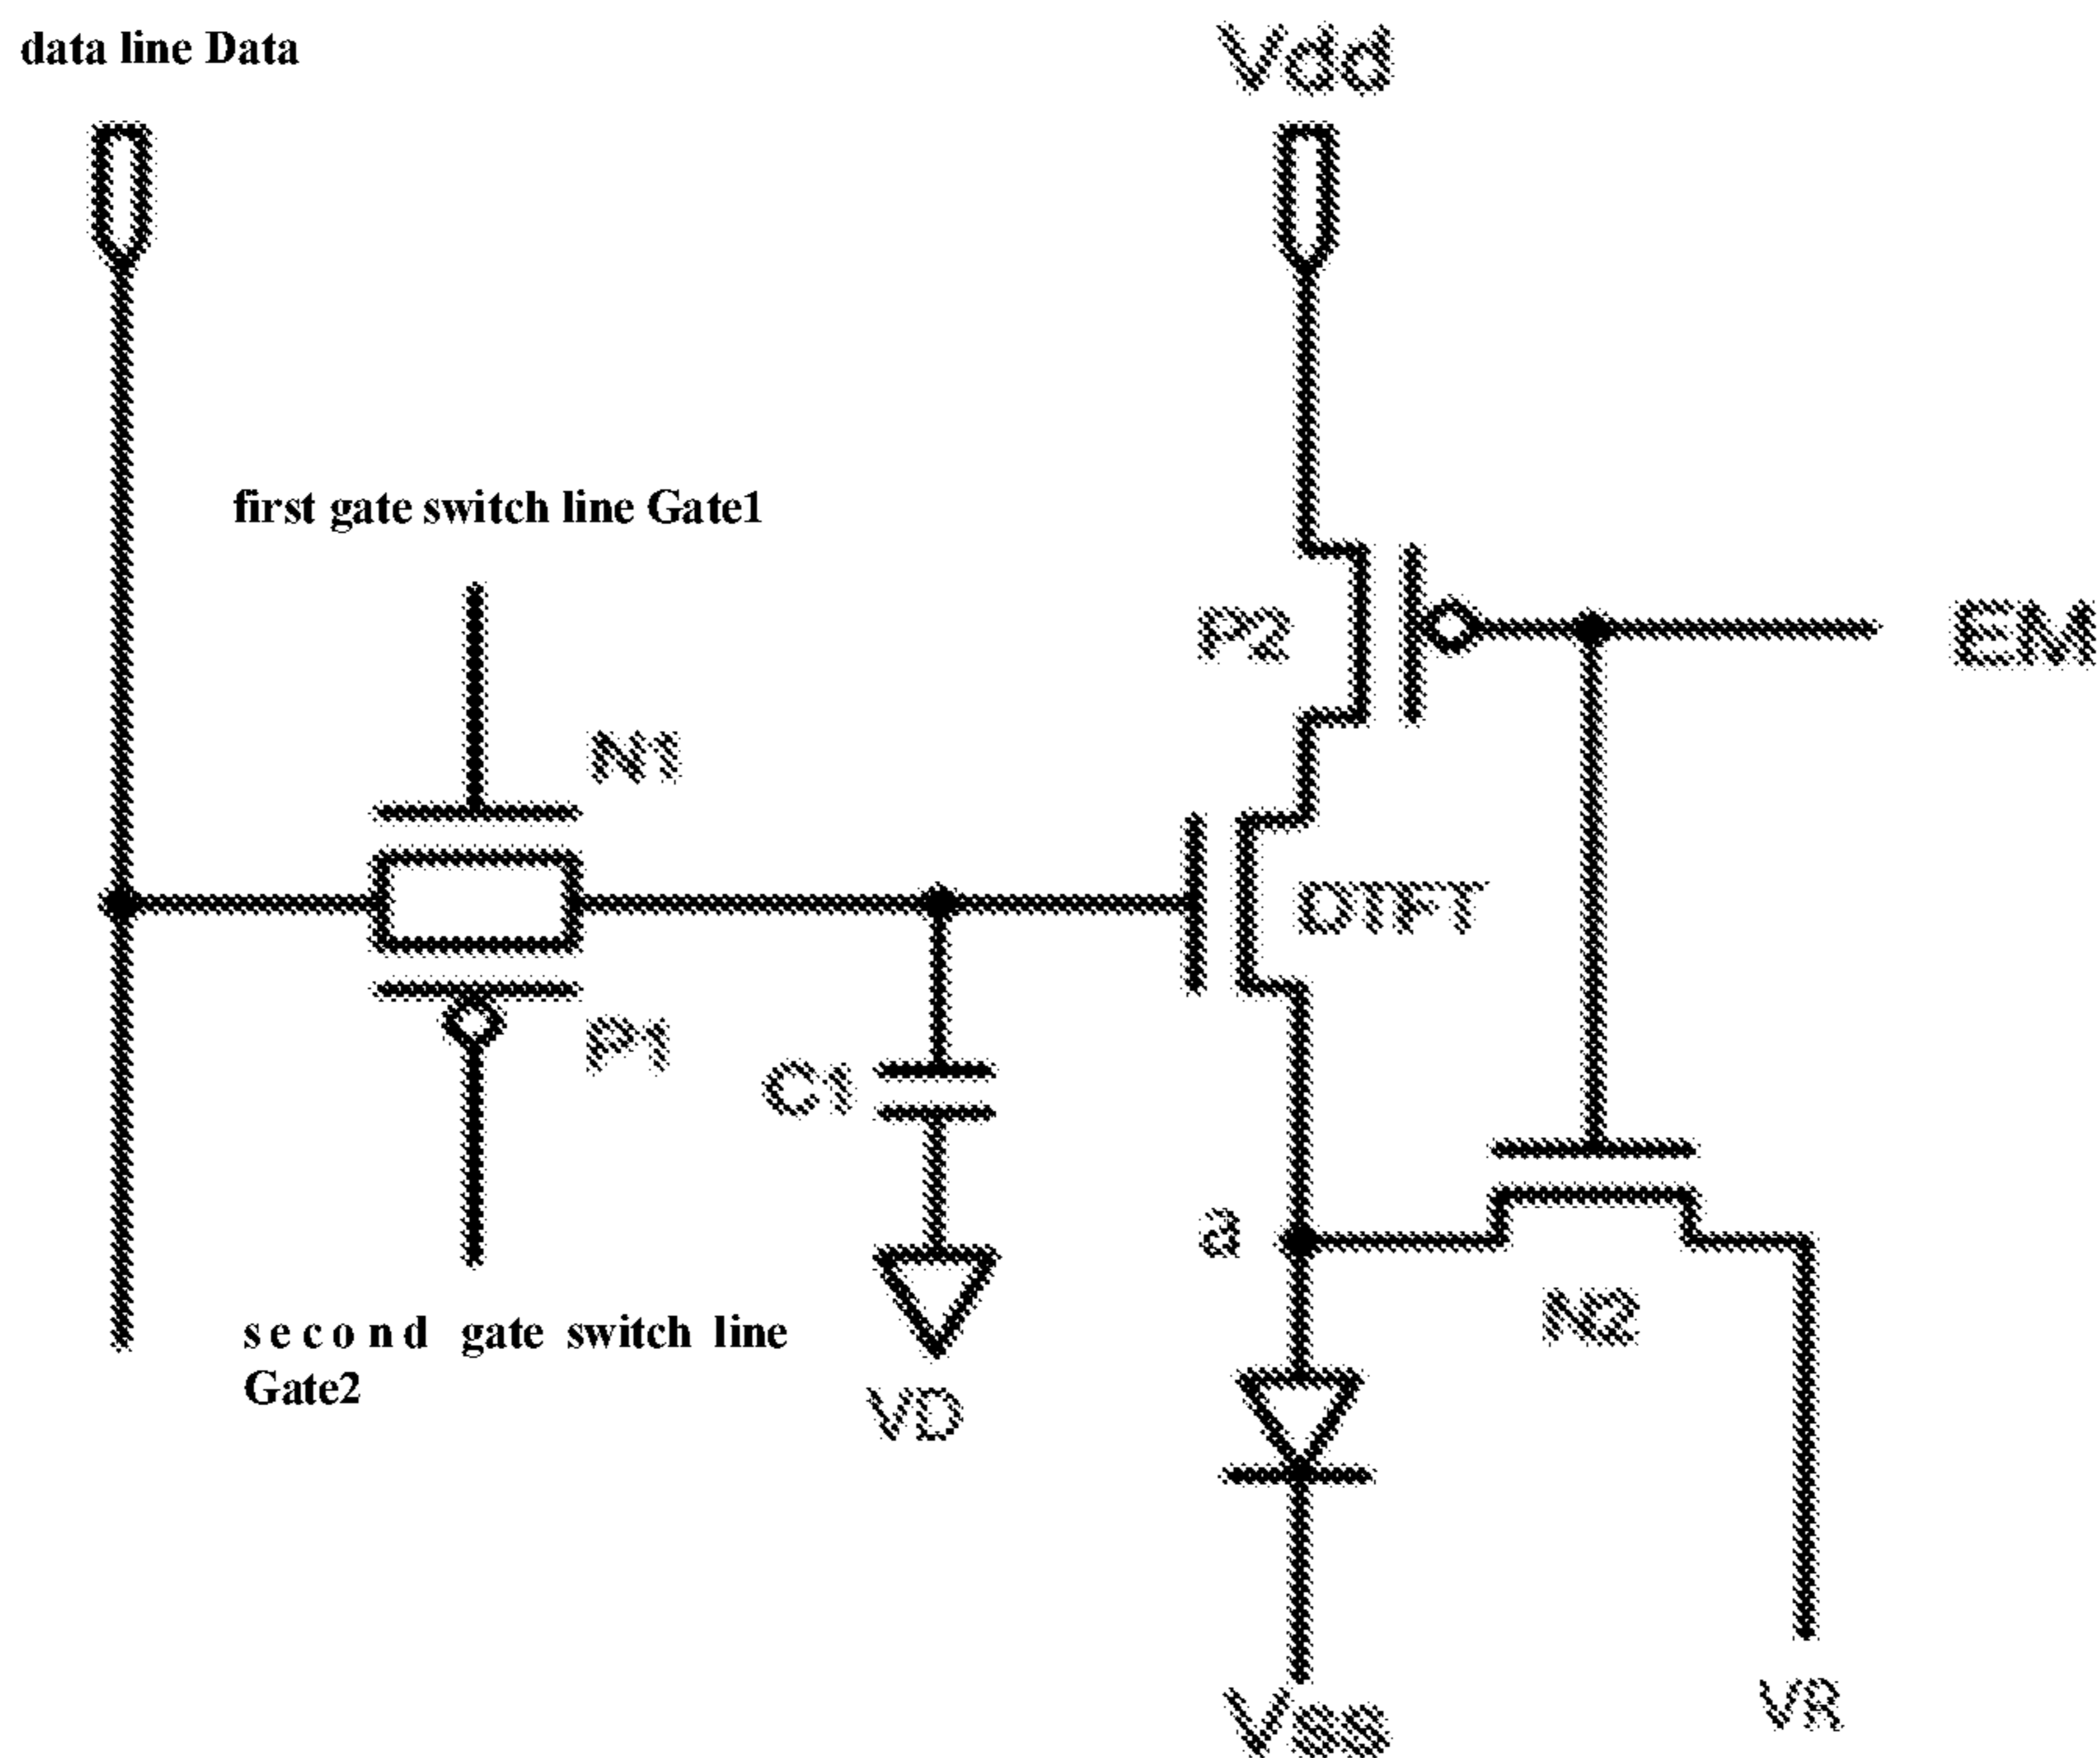 data line Data
Vdd
first gate switch line Gate1
P2
EM
N1
DTFT
P1
C1
a
N2
second gate switch line
Gate2
VD
VR
Vss